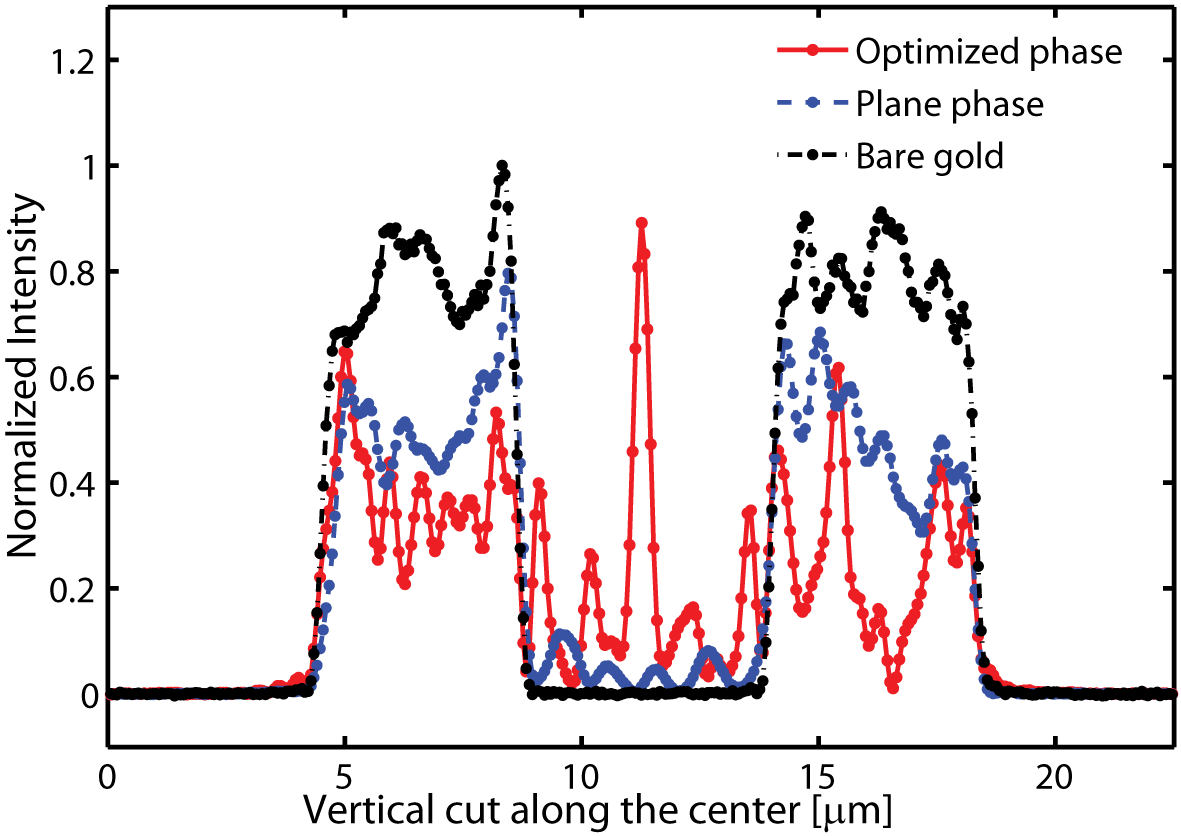 Optimized phase
Plane phase
Bare gold
Normalized Intensity
1.2
1
0.8
0.6
0.4
0.2
0
0 5 10 15 20
Vertical cut along the center [μm]